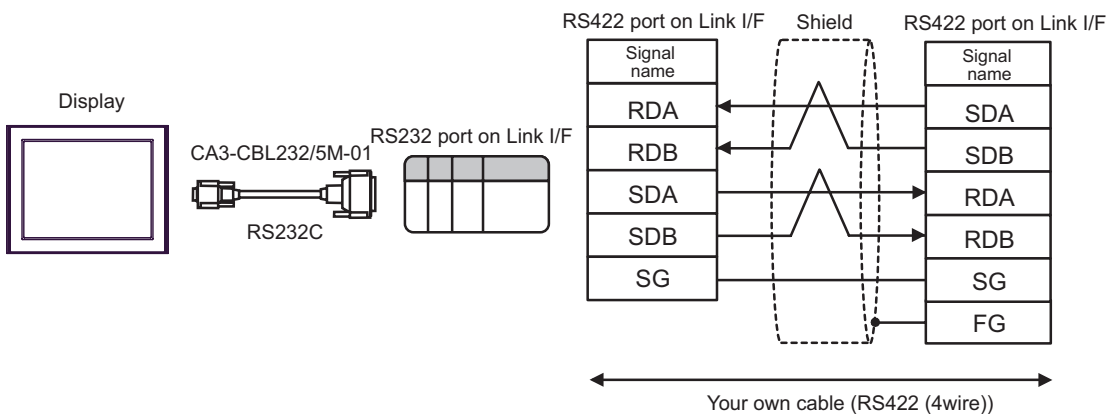 Display
CA3-CBL232/5M-01
RS232C
RS232 port on Link I/F
RS422 port on Link I/F
Signal
name
RDA
RDB
SDA
SDB
SG
Shield
RS422 port on Link I/F
Signal
name
SDA
SDB
RDA
RDB
SG
FG
Your own cable (RS422 (4wire))